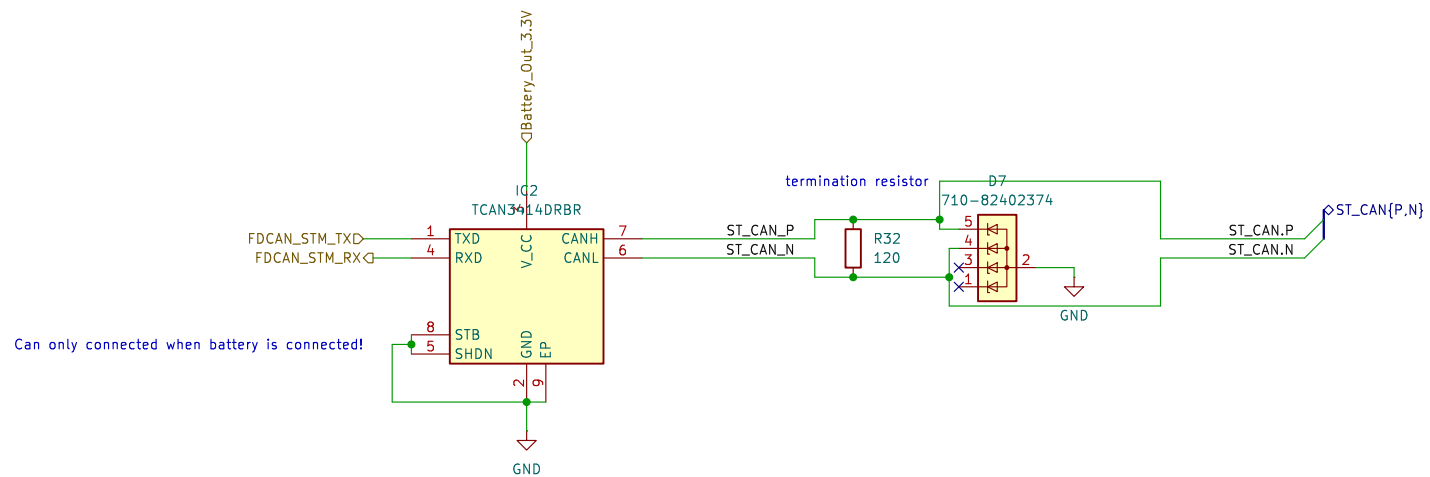 Battery_Out_3.3V
IC2
TCAN3414DRBR
3
FDCAN_STM_TX
1
TXD
V_CC
CANH
7
ST_CAN_P
FDCAN_STM_RX
4
RXD
CANL
6
ST_CAN_N
termination resistor
R32
120
D7
710-82402374
5
4
3
2
1
GND
ST_CAN.P
ST_CAN.N
ST_CAN{P,N}
Can only connected when battery is connected!
8
STB
5
SHDN
GND
EP
2
9
GND